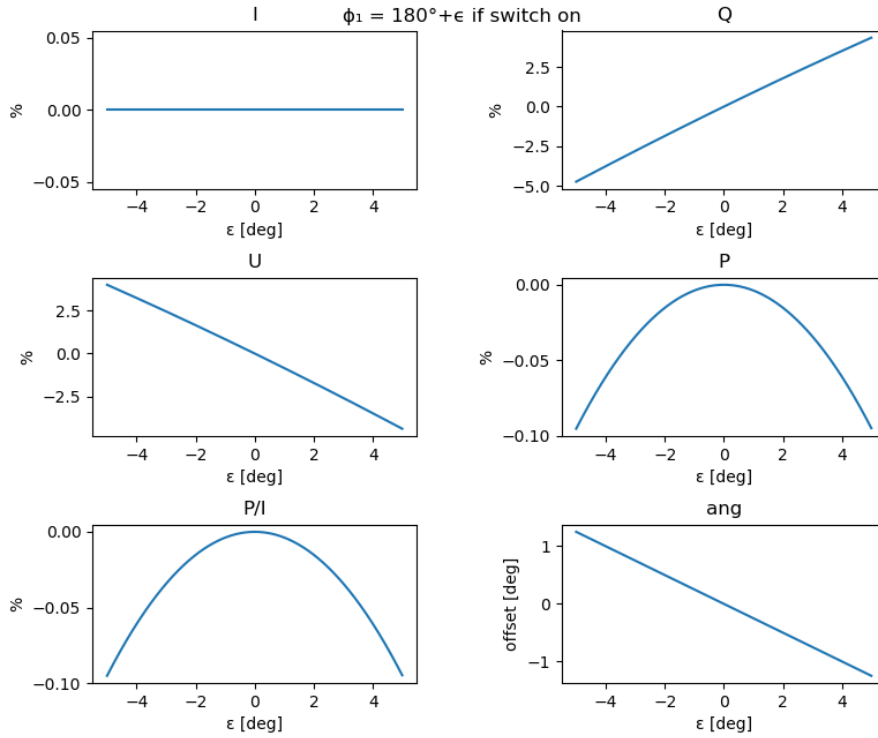 ϕ₁ = 180°+ϵ if switch on
I
0.05
0.00
−0.05
%
−4 −2 0 2 4
ε [deg]
Q
2.5
0.0
−2.5
−5.0
%
−4 −2 0 2 4
ε [deg]
U
2.5
0.0
−2.5
%
−4 −2 0 2 4
ε [deg]
P
0.00
−0.05
−0.10
%
−4 −2 0 2 4
ε [deg]
P/I
0.00
−0.05
−0.10
%
−4 −2 0 2 4
ε [deg]
ang
1
0
−1
offset [deg]
−4 −2 0 2 4
ε [deg]